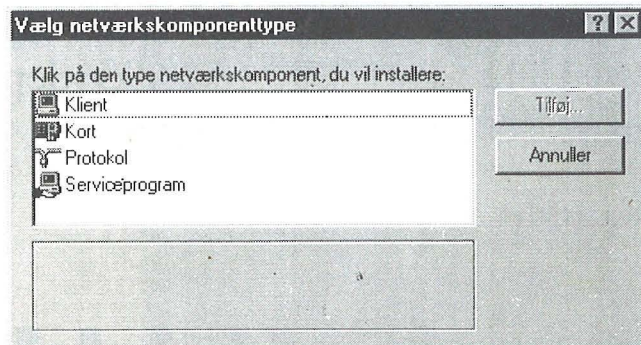 Vælg netværkskomponenttype
Klik på den type netværkskomponent, du vil installere:
Klient
Kort
Protokol
Serviceprogram
Tilføj...
Annuller